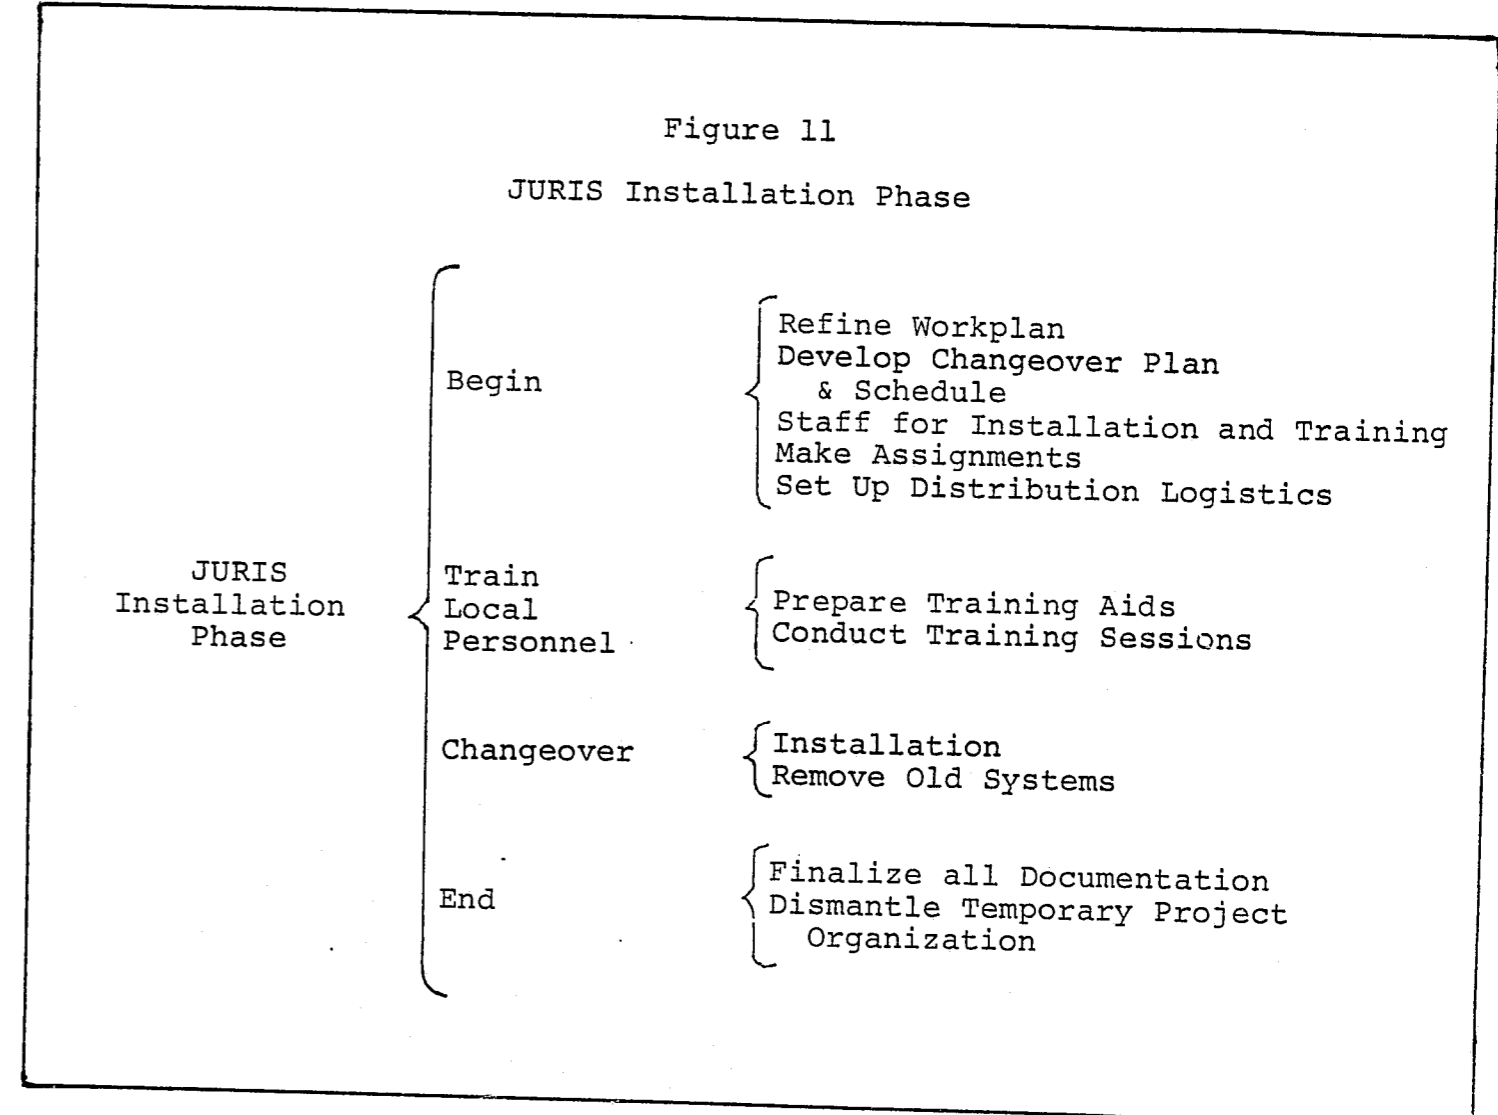 Figure 11
JURIS Installation Phase
JURIS
Installation
Phase
Begin
Refine Workplan
Develop Changeover Plan
& Schedule
Staff for Installation and Training
Make Assignments
Set Up Distribution Logistics
Train
Local
Personnel
Prepare Training Aids
Conduct Training Sessions
Changeover
Installation
Remove Old Systems
End
Finalize all Documentation
Dismantle Temporary Project
Organization